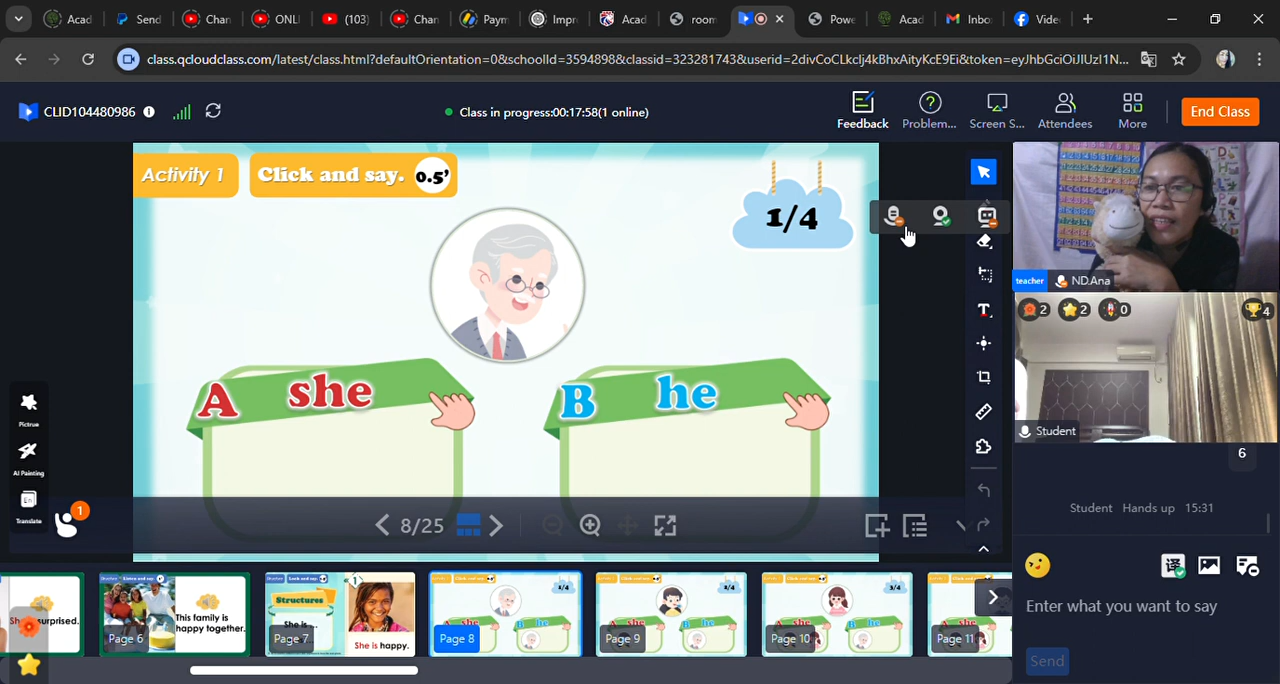 Acad
Send
Chan
ONLI
(103)
Chan
Paym
Impre
Acad
room
Powe
Acad
Inbo
Vide
class.qcloudclass.com/latest/class.html?defaultOrientation=0&schoolId=3594898&classid=323281743&userid=2divCoCLkclj4kBhxAityKcE9Ei&token=eyJhbGciOiJIUzI1N...
CLID104480986
Class in progress:00:17:58(1 online)
Feedback
Problem...
Screen S...
Attendees
More
End Class
Activity 1
Click and say.
0.5'
1/4
A she
B he
Pictrue
AI Painting
En
Translate
1
8/25
teacher
ND.Ana
2
2
0
4
Student
6
Student Hands up 15:31
译
Enter what you want to say
Send
surprised.
This family is
happy together.
Page 6
Structures
She is ...
1
She is happy.
Page 7
Page 8
Page 9
Page 10
Page 11